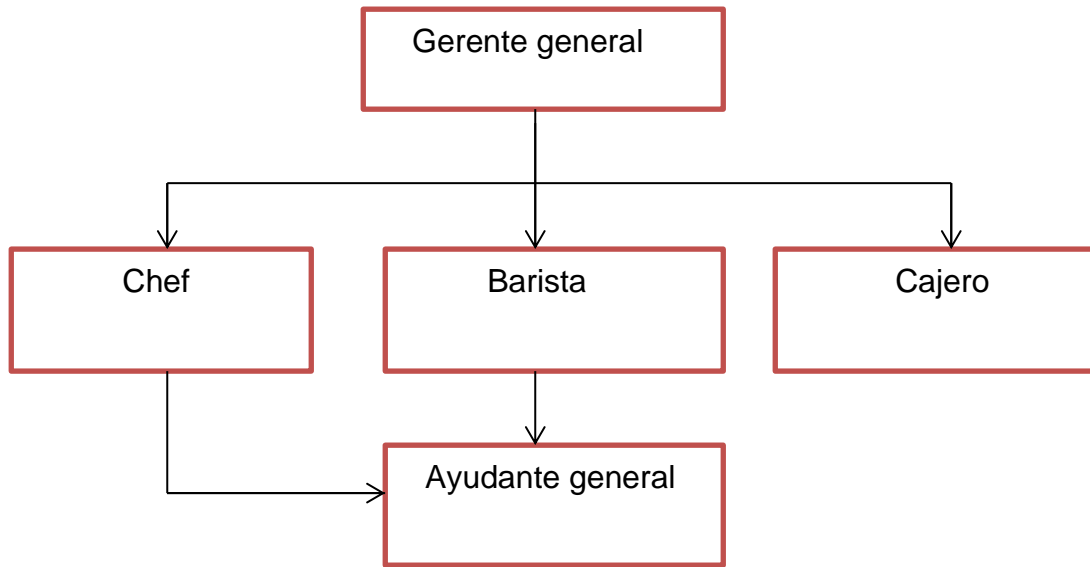 Gerente general
Chef
Barista
Cajero
Ayudante general